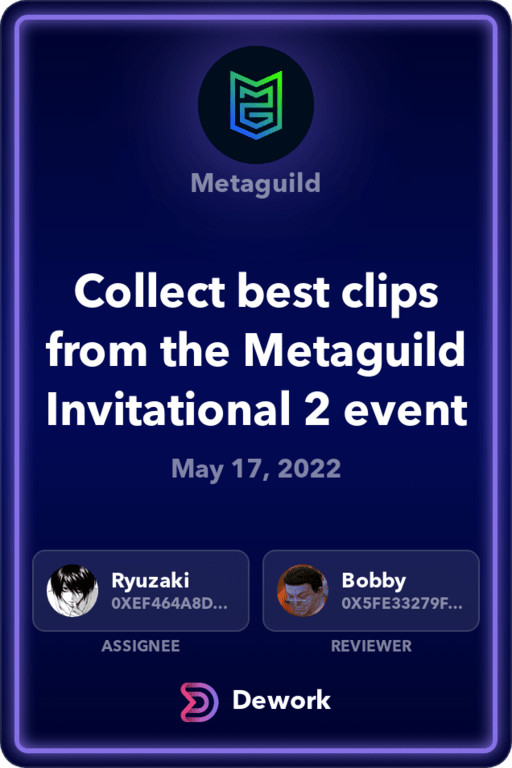 Metaguild
Collect best clips
from the Metaguild
Invitational 2 event
May 17, 2022
Ryuzaki
0XEF464A8D...
ASSIGNEE
Bobby
0X5FE33279F...
REVIEWER
Dework